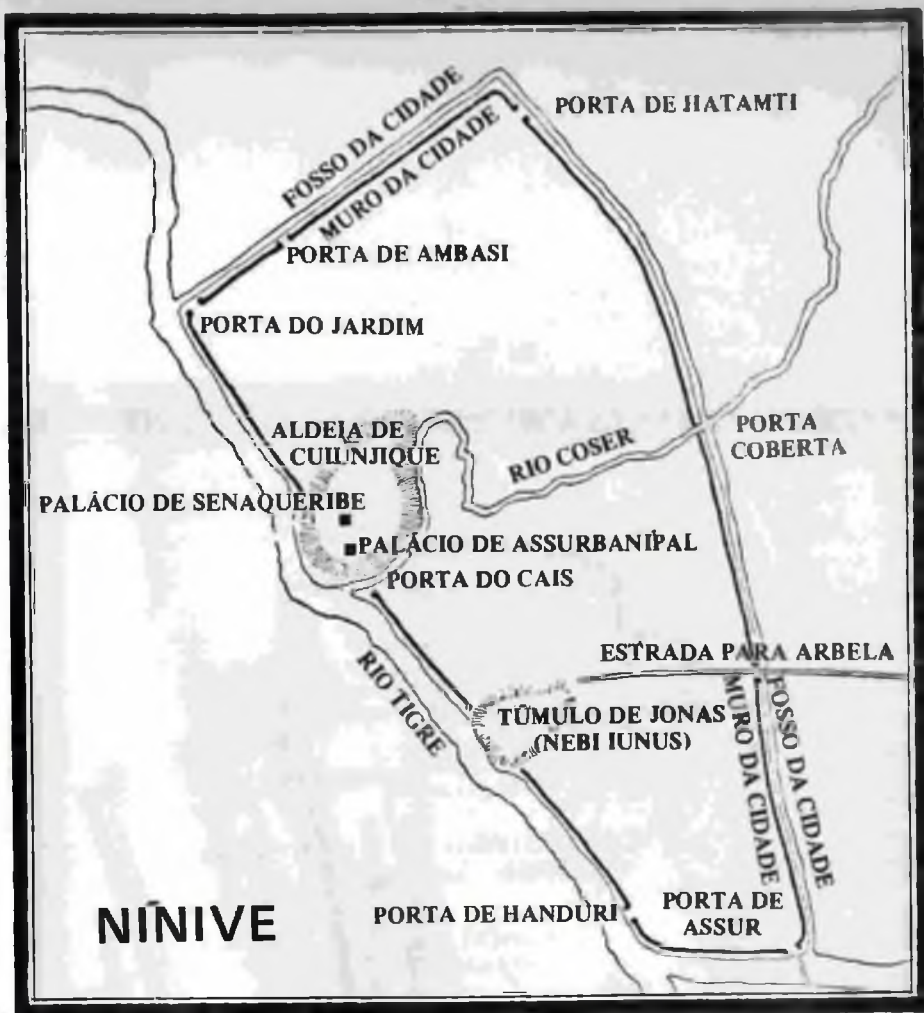 FOSSO DA CIDADE
MURO DA CIDADE
PORTA DE HATAMTI
PORTA DE AMBASI
PORTA DO JARDIM
ALDEIA DE
CUIUNJIQUE
RIO COSER
PORTA
COBERTA
PALÁCIO DE SENAQUERIBE
PALÁCIO DE ASSURBANÍPAL
PORTA DO CAIS
RIO TIGRE
ESTRADA PARA ARBELA
TÚMULO DE JONAS
(NEBI IUNUS)
MURO DA CIDADE
FOSSO DA CIDADE
NÍNIVE
PORTA DE HANDURI
PORTA DE
ASSUR